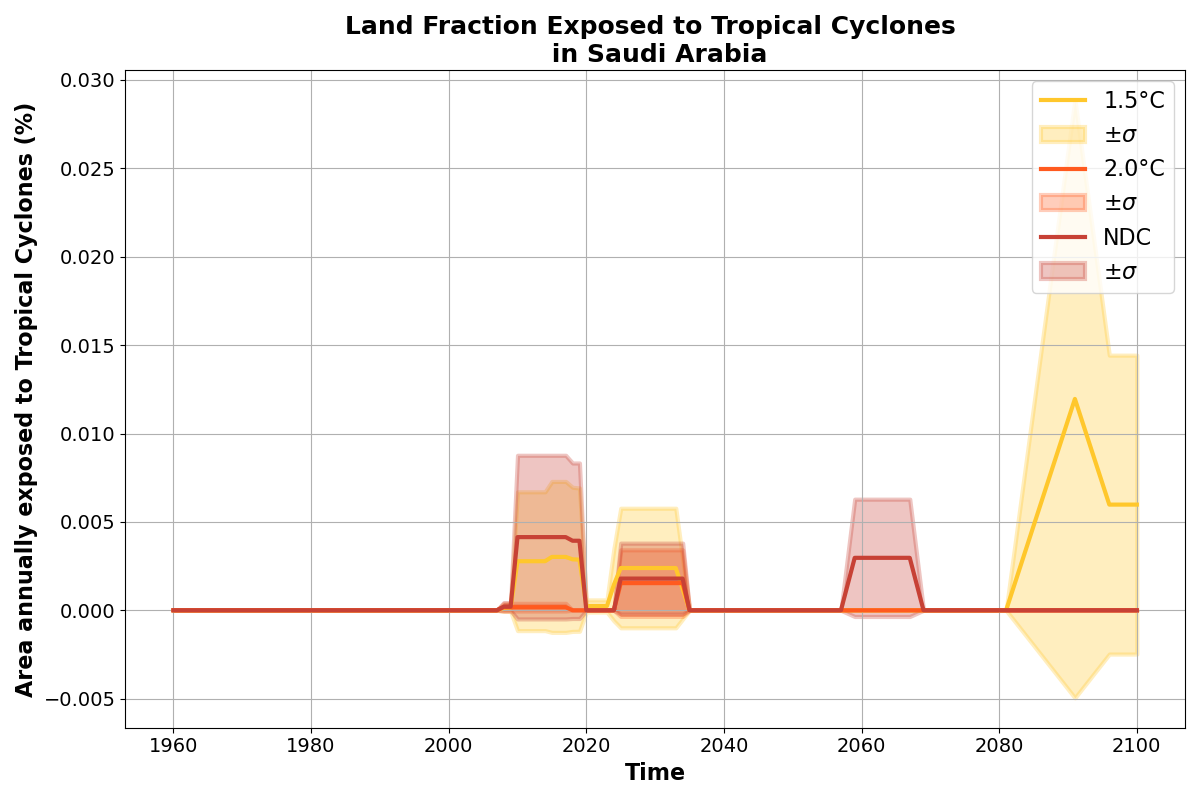 Land Fraction Exposed to Tropical Cyclones
in Saudi Arabia
Area annually exposed to Tropical Cyclones (%)
0.030
0.025
0.020
0.015
0.010
0.005
0.000
−0.005
1.5°C
±σ
2.0°C
±σ
NDC
±σ
1960
1980
2000
2020
2040
2060
2080
2100
Time